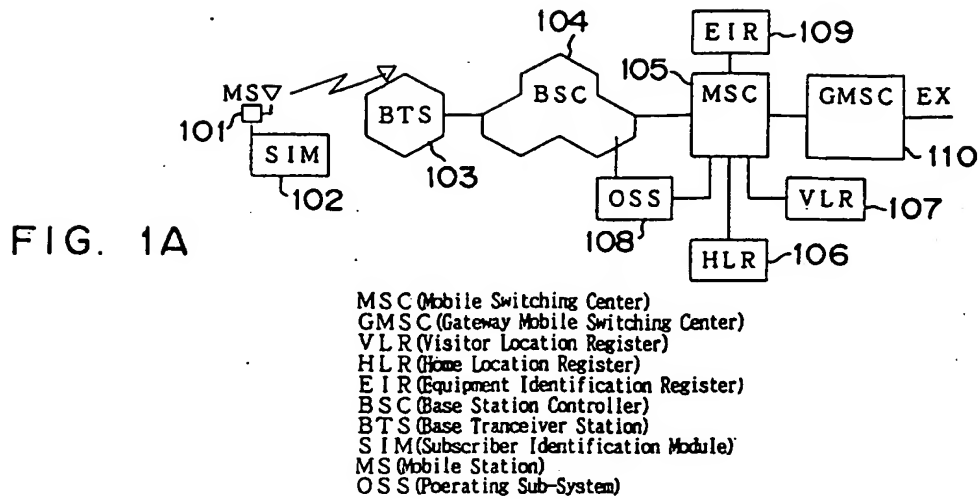 104
EIR
109
105
MS
BTS
BSC
MSC
GMSC
EX
101
SIM
102
103
110
OSS
VLR
107
108
HLR
106
FIG. 1A
MSC(Mobile Switching Center)
GMSC(Gateway Mobile Switching Center)
VLR(Visitor Location Register)
HLR(Home Location Register)
EIR(Equipment Identification Register)
BSC(Base Station Controller)
BTS(Base Tranceiver Station)
SIM(Subscriber Identification Module)
MS(Mobile Station)
OSS(Poerating Sub-System)